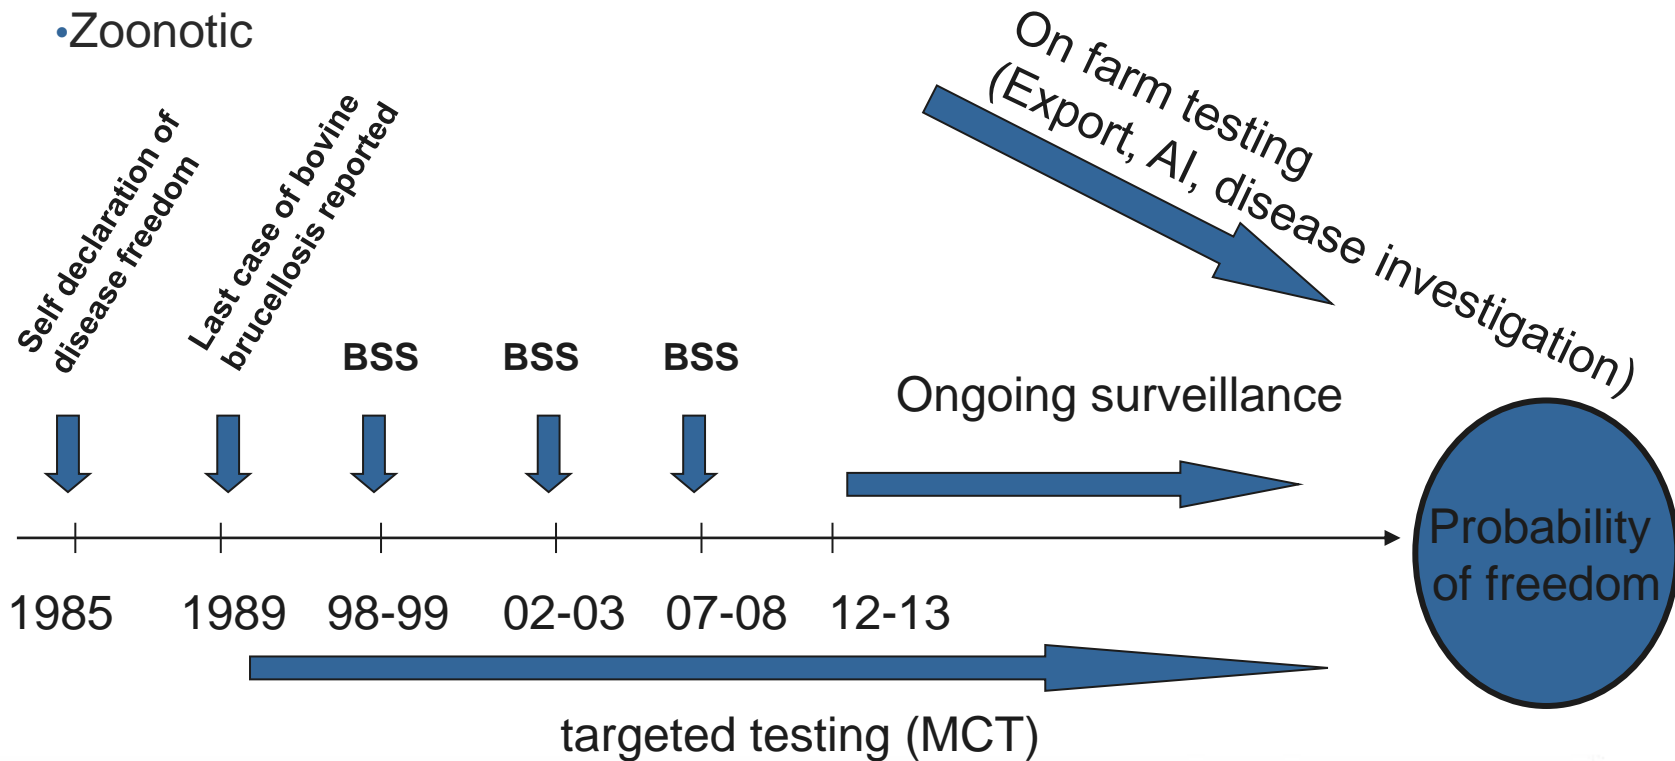 •Zoonotic
Self declaration of
disease freedom
Last case of bovine
brucellosis reported
BSS
BSS
BSS
On farm testing
(Export, AI, disease investigation)
Ongoing surveillance
1985
1989
98-99
02-03
07-08
12-13
targeted testing (MCT)
Probability
of freedom